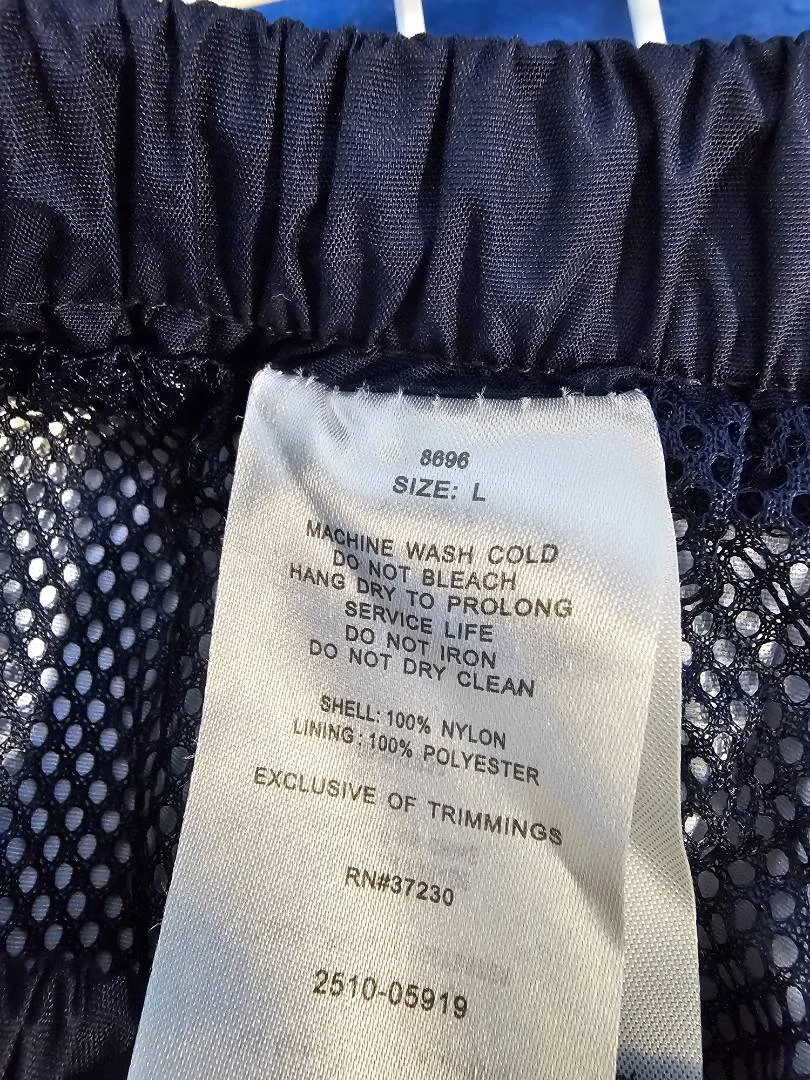 8696
SIZE: L
MACHINE WASH COLD
DO NOT BLEACH
HANG DRY TO PROLONG
SERVICE LIFE
DO NOT IRON
DO NOT DRY CLEAN
SHELL: 100% NYLON
LINING: 100% POLYESTER
EXCLUSIVE OF TRIMMINGS
RN#37230
2510-05919